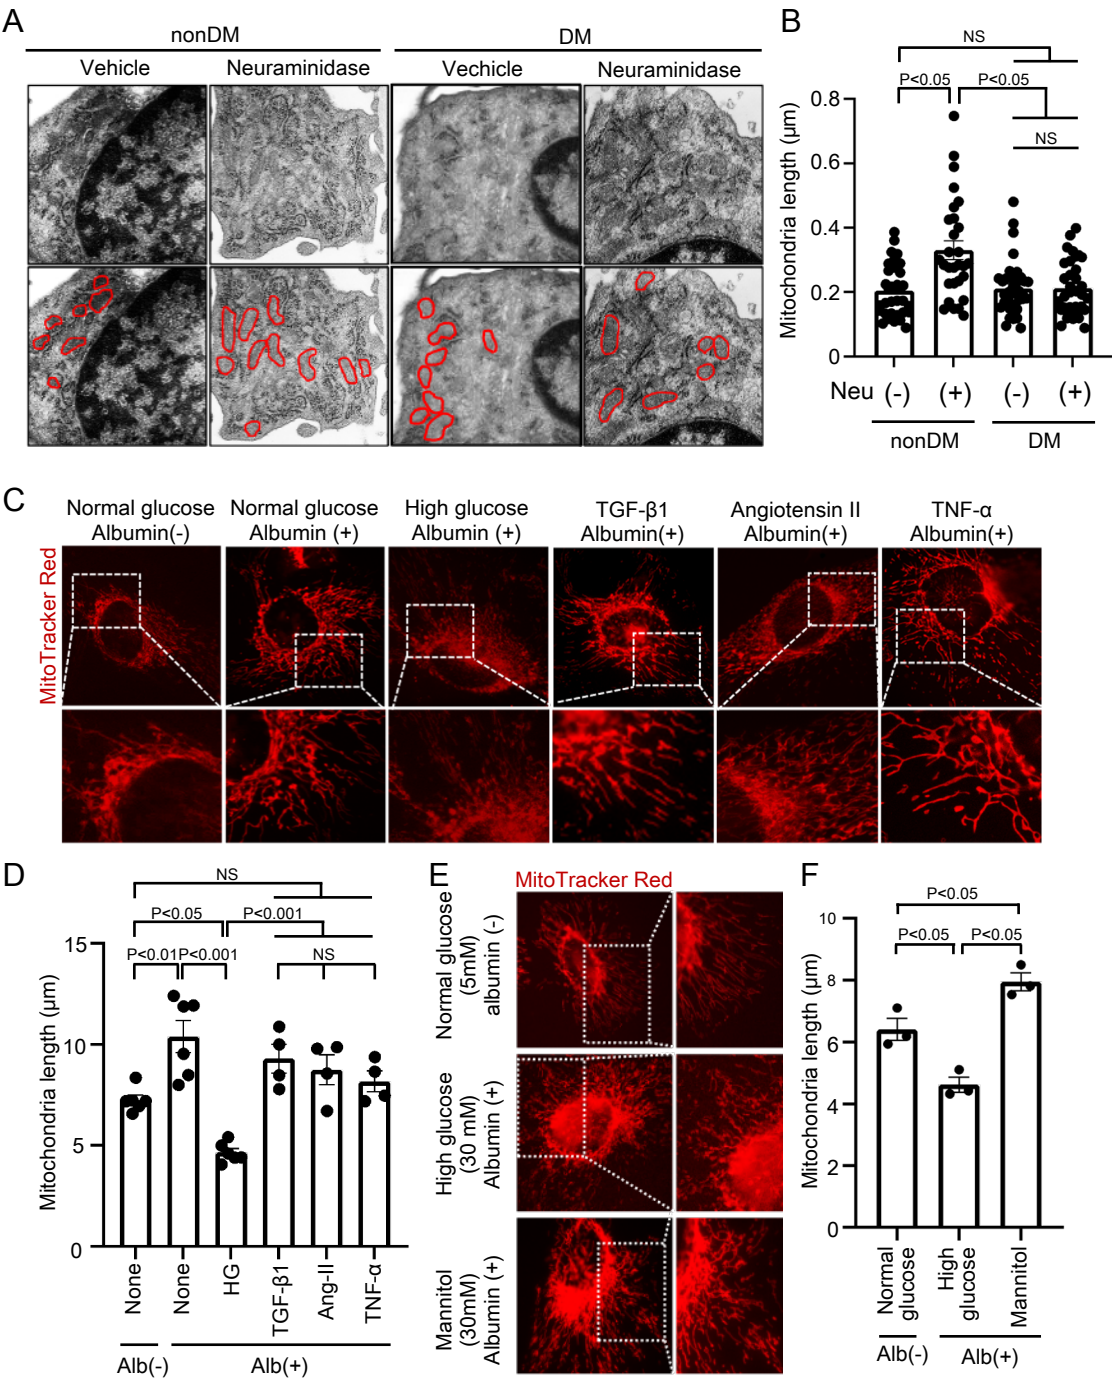 A
nonDM
DM
Vehicle
Neuraminidase
Vechicle
Neuraminidase
B
NS
P<0.05
P<0.05
NS
Mitochondria length (μm)
0.8
0.6
0.4
0.2
0
Neu (-) (+) (-) (+)
nonDM
DM
C
Normal glucose
Albumin(-)
Normal glucose
Albumin (+)
High glucose
Albumin (+)
TGF-β1
Albumin(+)
Angiotensin II
Albumin(+)
TNF-α
Albumin(+)
MitoTracker Red
D
NS
P<0.05
P<0.001
P<0.01
P<0.001
NS
Mitochondria length (μm)
15
10
5
0
None
None
HG
TGF-β1
Ang-II
TNF-α
Alb(-)
Alb(+)
E
MitoTracker Red
Normal glucose
(5mM)
albumin (-)
High glucose
(30 mM)
Albumin (+)
Mannitol
(30mM)
Albumin (+)
F
P<0.05
P<0.05
P<0.05
Mitochondria length (μm)
10
8
6
4
2
0
Normal
glucose
High
glucose
Mannitol
Alb(-)
Alb(+)